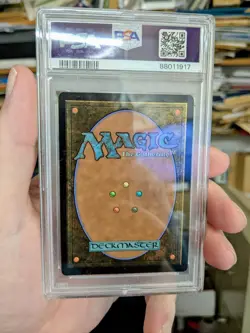 PSA
88011917
MAGIC
The Gathering
DECKMASTER